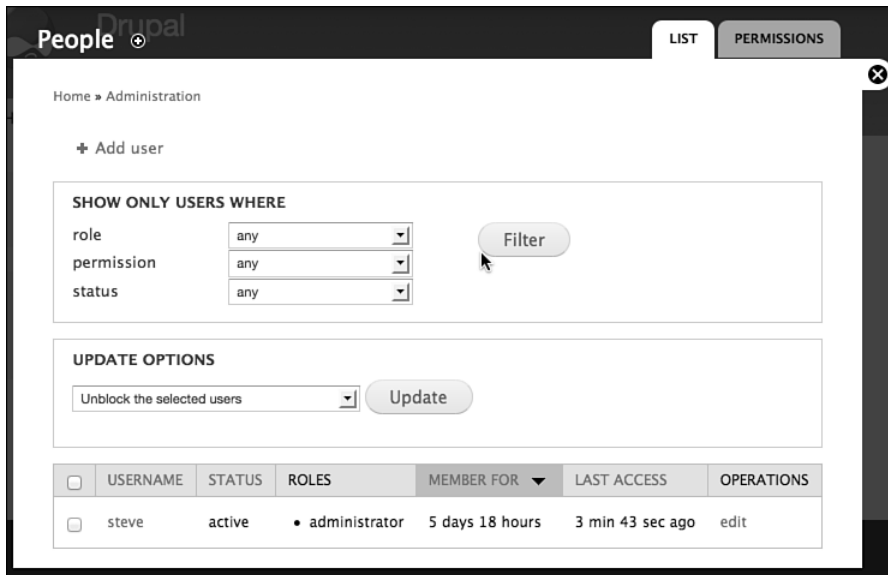 Drupal
People
LIST
PERMISSIONS
Home » Administration
+ Add user
SHOW ONLY USERS WHERE
role any
Filter
permission any
status any
UPDATE OPTIONS
Unblock the selected users Update
USERNAME STATUS ROLES MEMBER FOR LAST ACCESS OPERATIONS
steve active • administrator 5 days 18 hours 3 min 43 sec ago edit